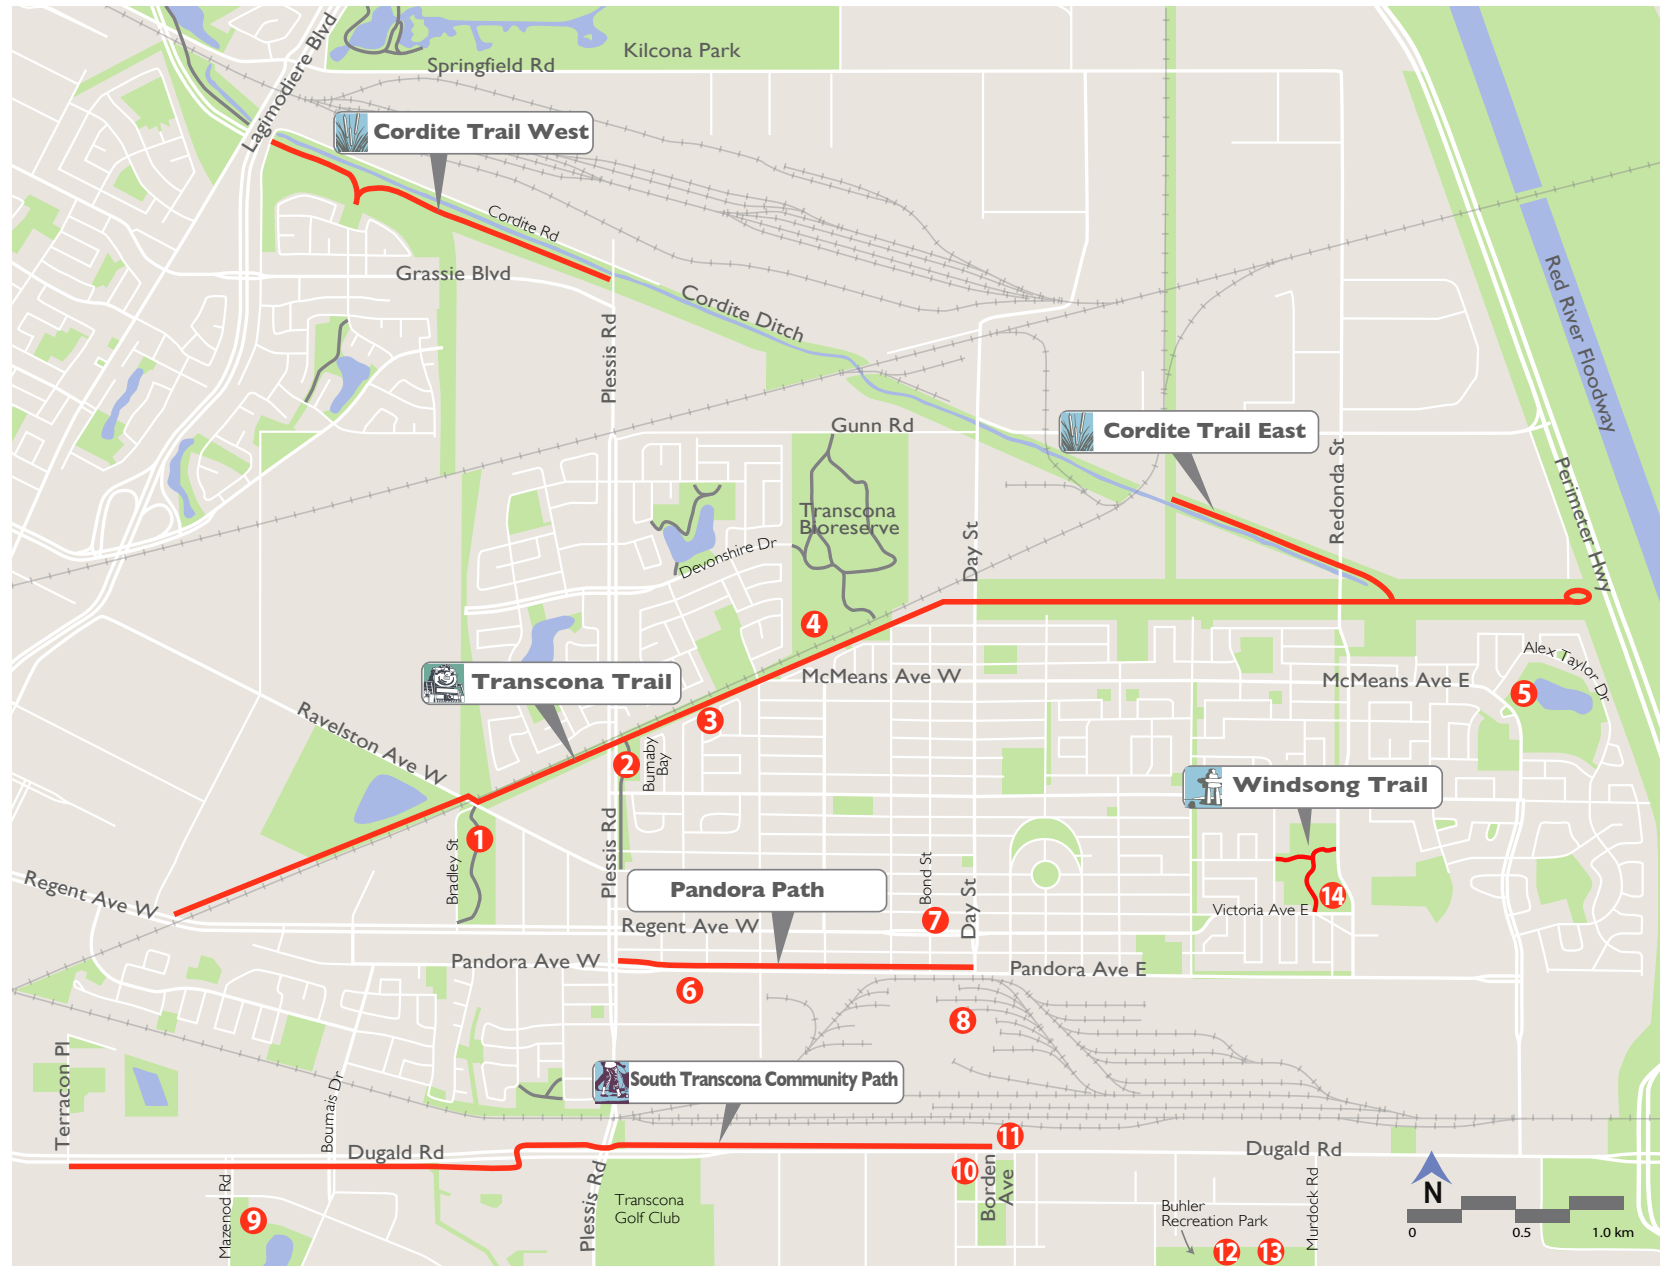 Kilcona Park
Springfield Rd
Lagimodiere Blvd
Cordite Trail West
Cordite Rd
Grassie Blvd
Cordite Ditch
Plessis Rd
Red River Floodway
Gunn Rd
Cordite Trail East
Redonda St
Perimeter Hwy
Transcona
Bioreserve
Day St
Devonshire Dr
4
Transcona Trail
McMeans Ave W
McMeans Ave E
Alex Taylor Dr
5
Ravelston Ave W
3
2
Burnaby
Bay
Windsong Trail
Plessis Rd
1
Bradley St
Regent Ave W
Pandora Path
Bond St
7
Day St
Victoria Ave E
14
Regent Ave W
Pandora Ave W
Pandora Ave E
6
8
Terracon Pl
South Transcona Community Path
Bournais Dr
Dugald Rd
11
Dugald Rd
10
Borden
Ave
Mazenod Rd
9
Plessis Rd
Transcona
Golf Club
Buhler
Recreation Park
12
13
Murdock Rd
N
0 0.5 1.0 km